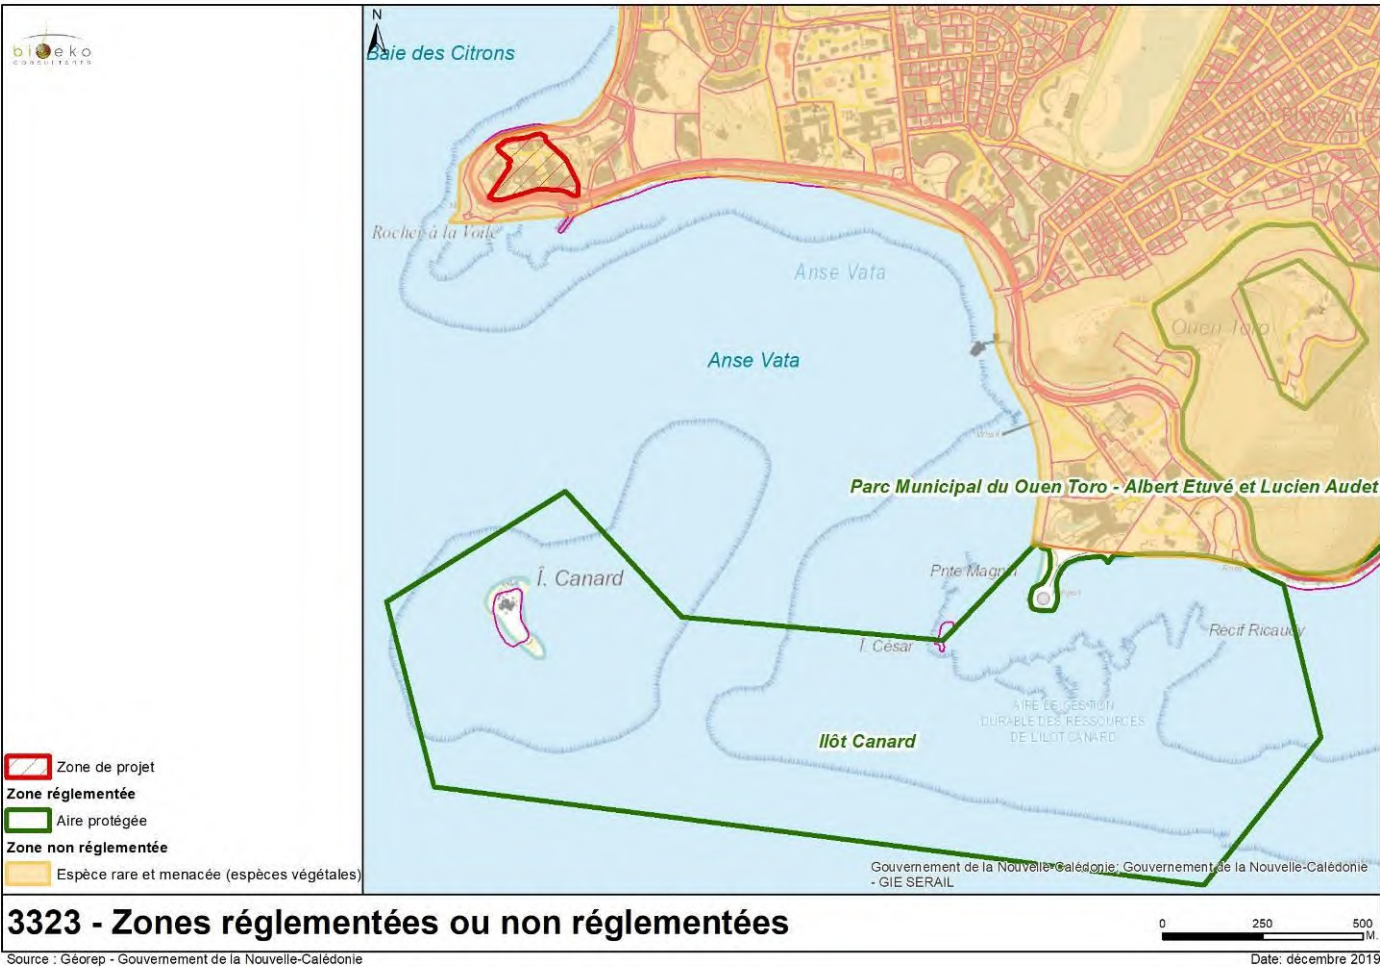 bioeko
CONSULTANTS
N
Baie des Citrons
Rocher à la Voile
Anse Vata
Anse Vata
Ouen Toro
Parc Municipal du Ouen Toro - Albert Etuvé et Lucien Audet
Î. Canard
Pnte Magnin
Î. César
Récif Ricaudy
AIRE DE GESTION
DURABLE DES RESSOURCES
DE L'ILOT CANARD
Ilôt Canard
Zone de projet
Zone réglementée
Aire protégée
Zone non réglementée
Espèce rare et menacée (espèces végétales)
Gouvernement de la Nouvelle-Calédonie; Gouvernement de la Nouvelle-Calédonie
- GIE SERAIL
3323 - Zones réglementées ou non réglementées
0 250 500
M.
Source : Géorep - Gouvernement de la Nouvelle-Calédonie
Date: décembre 2019